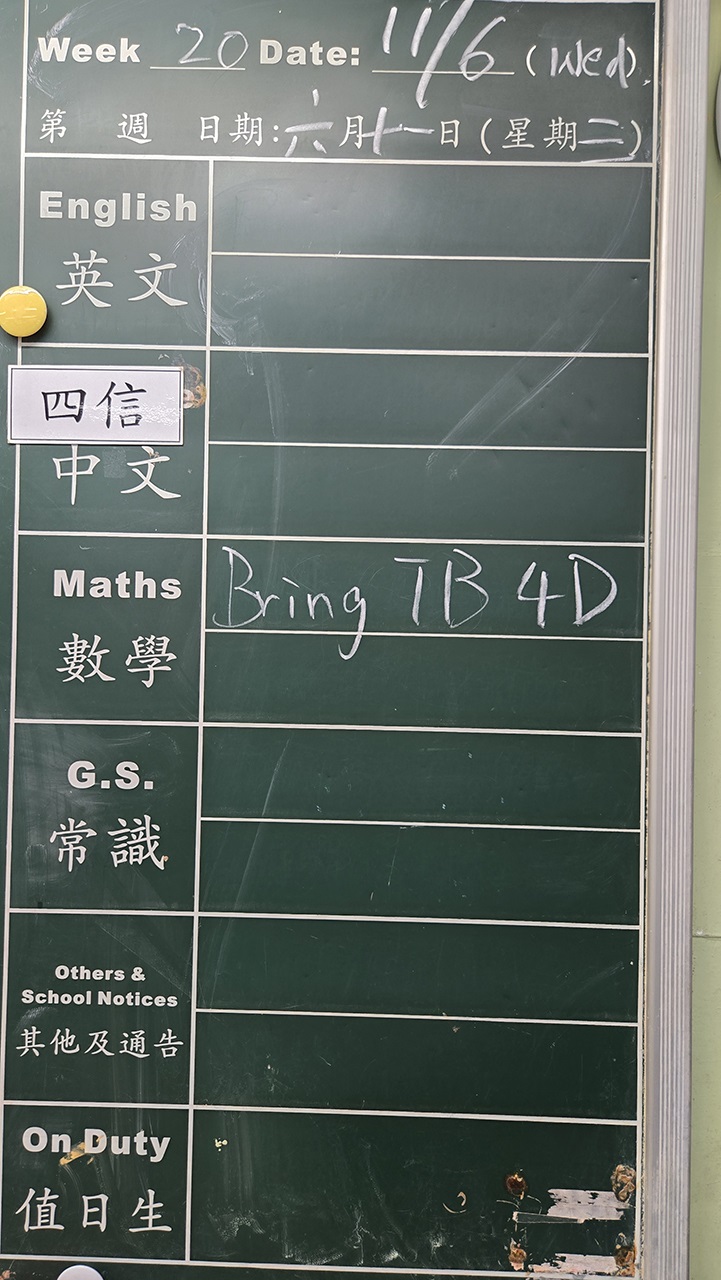 Week 20 Date: 11/6 (Wed).
第 週 日期:六月十一日(星期三)
English
英文
四信
中文
Maths
Bring TB 4D
數學
G.S.
常識
Others &
School Notices
其他及通告
On Duty
值日生